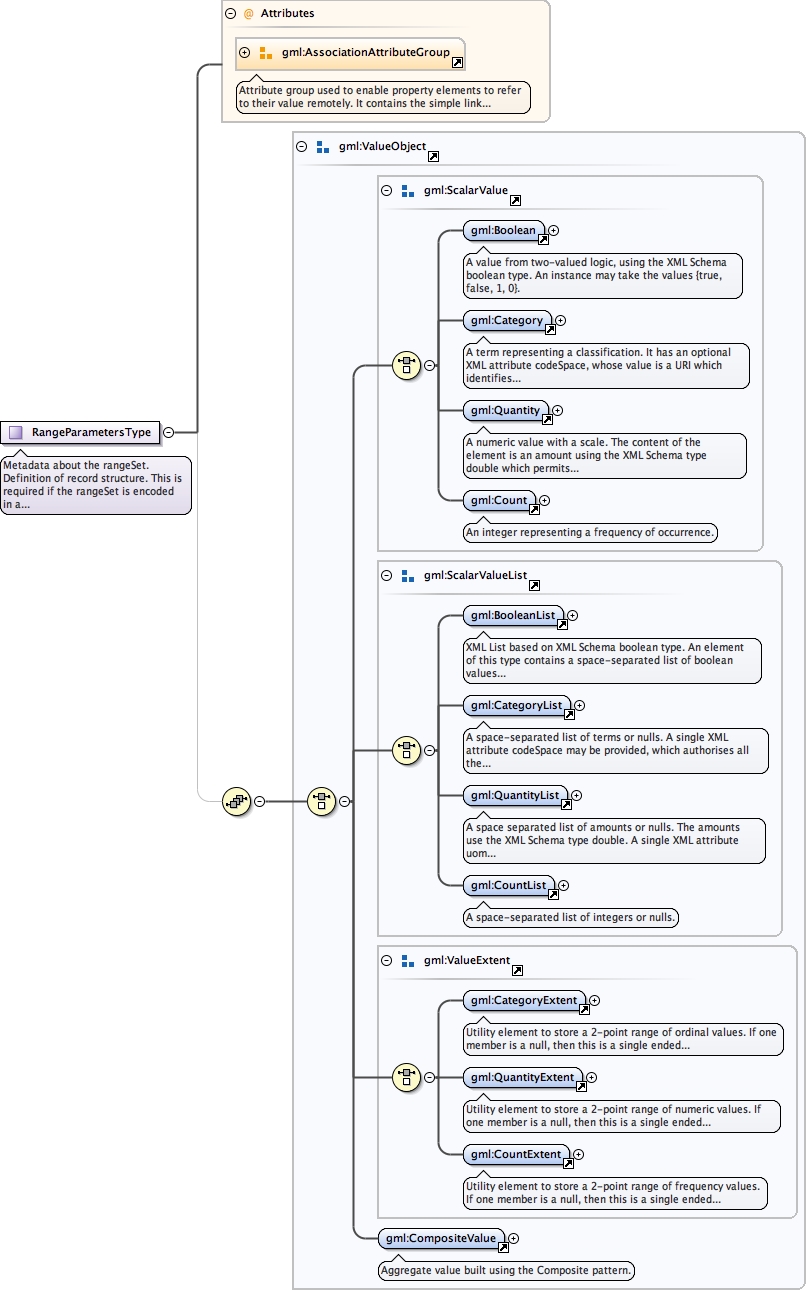 @ Attributes
gml:AssociationAttributeGroup
Attribute group used to enable property elements to refer
to their value remotely. It contains the simple link...
gml:ValueObject
gml:ScalarValue
gml:Boolean
A value from two-valued logic, using the XML Schema
boolean type. An instance may take the values {true,
false, 1, 0}.
gml:Category
A term representing a classification. It has an optional
XML attribute codeSpace, whose value is a URI which
identifies...
gml:Quantity
A numeric value with a scale. The content of the
element is an amount using the XML Schema type
double which permits...
gml:Count
An integer representing a frequency of occurrence.
RangeParametersType
Metadata about the rangeSet.
Definition of record structure. This is
required if the rangeSet is encoded
in a...
gml:ScalarValueList
gml:BooleanList
XML List based on XML Schema boolean type. An element
of this type contains a space-separated list of boolean
values...
gml:CategoryList
A space-separated list of terms or nulls. A single XML
attribute codeSpace may be provided, which authorises all
the...
gml:QuantityList
A space separated list of amounts or nulls. The amounts
use the XML Schema type double. A single XML attribute
uom...
gml:CountList
A space-separated list of integers or nulls.
gml:ValueExtent
gml:CategoryExtent
Utility element to store a 2-point range of ordinal values. If one
member is a null, then this is a single ended...
gml:QuantityExtent
Utility element to store a 2-point range of numeric values. If
one member is a null, then this is a single ended...
gml:CountExtent
Utility element to store a 2-point range of frequency values.
If one member is a null, then this is a single ended...
gml:CompositeValue
Aggregate value built using the Composite pattern.